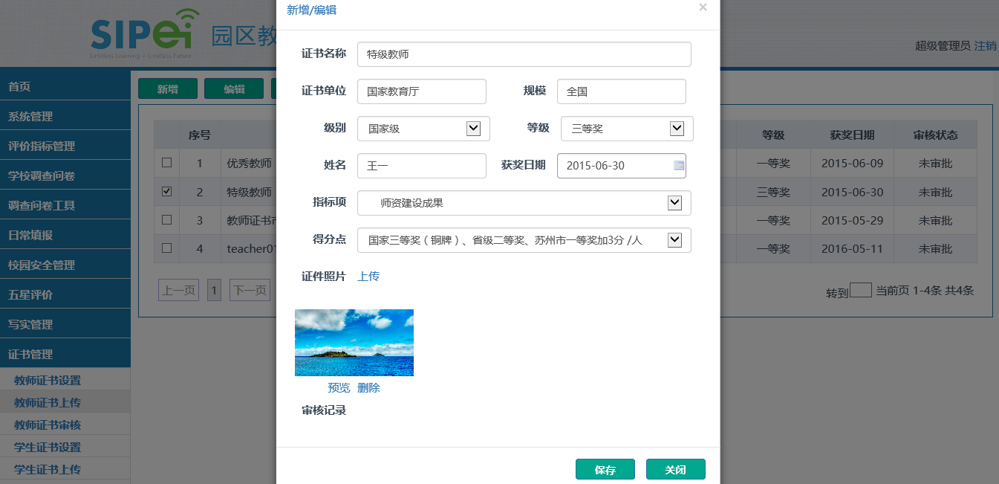 新增/编辑 ×
SIPei 园区教
Limitless Learning Limitless Future
超级管理员 注销
首页
系统管理
评价指标管理
学校调查问卷
调查问卷工具
日常填报
校园安全管理
五星评价
写实管理
证书管理
教师证书设置
教师证书上传
教师证书审核
学生证书设置
学生证书上传
新增 编辑
序号 等级 获奖日期 审核状态
1 优秀教师 一等奖 2015-06-09 未审批
2 特级教师 三等奖 2015-06-30 未审批
3 教师证书 一等奖 2015-05-29 未审批
4 teacher01 一等奖 2016-05-11 未审批
上一页 1 下一页
转到 当前页 1-4条 共4条
证书名称 特级教师
证书单位 国家教育厅 规模 全国
级别 国家级 等级 三等奖
姓名 王一 获奖日期 2015-06-30
指标项 师资建设成果
得分点 国家三等奖（铜牌）、省级二等奖、苏州市一等奖加3分 /人
证件照片 上传
预览 删除
审核记录
保存 关闭